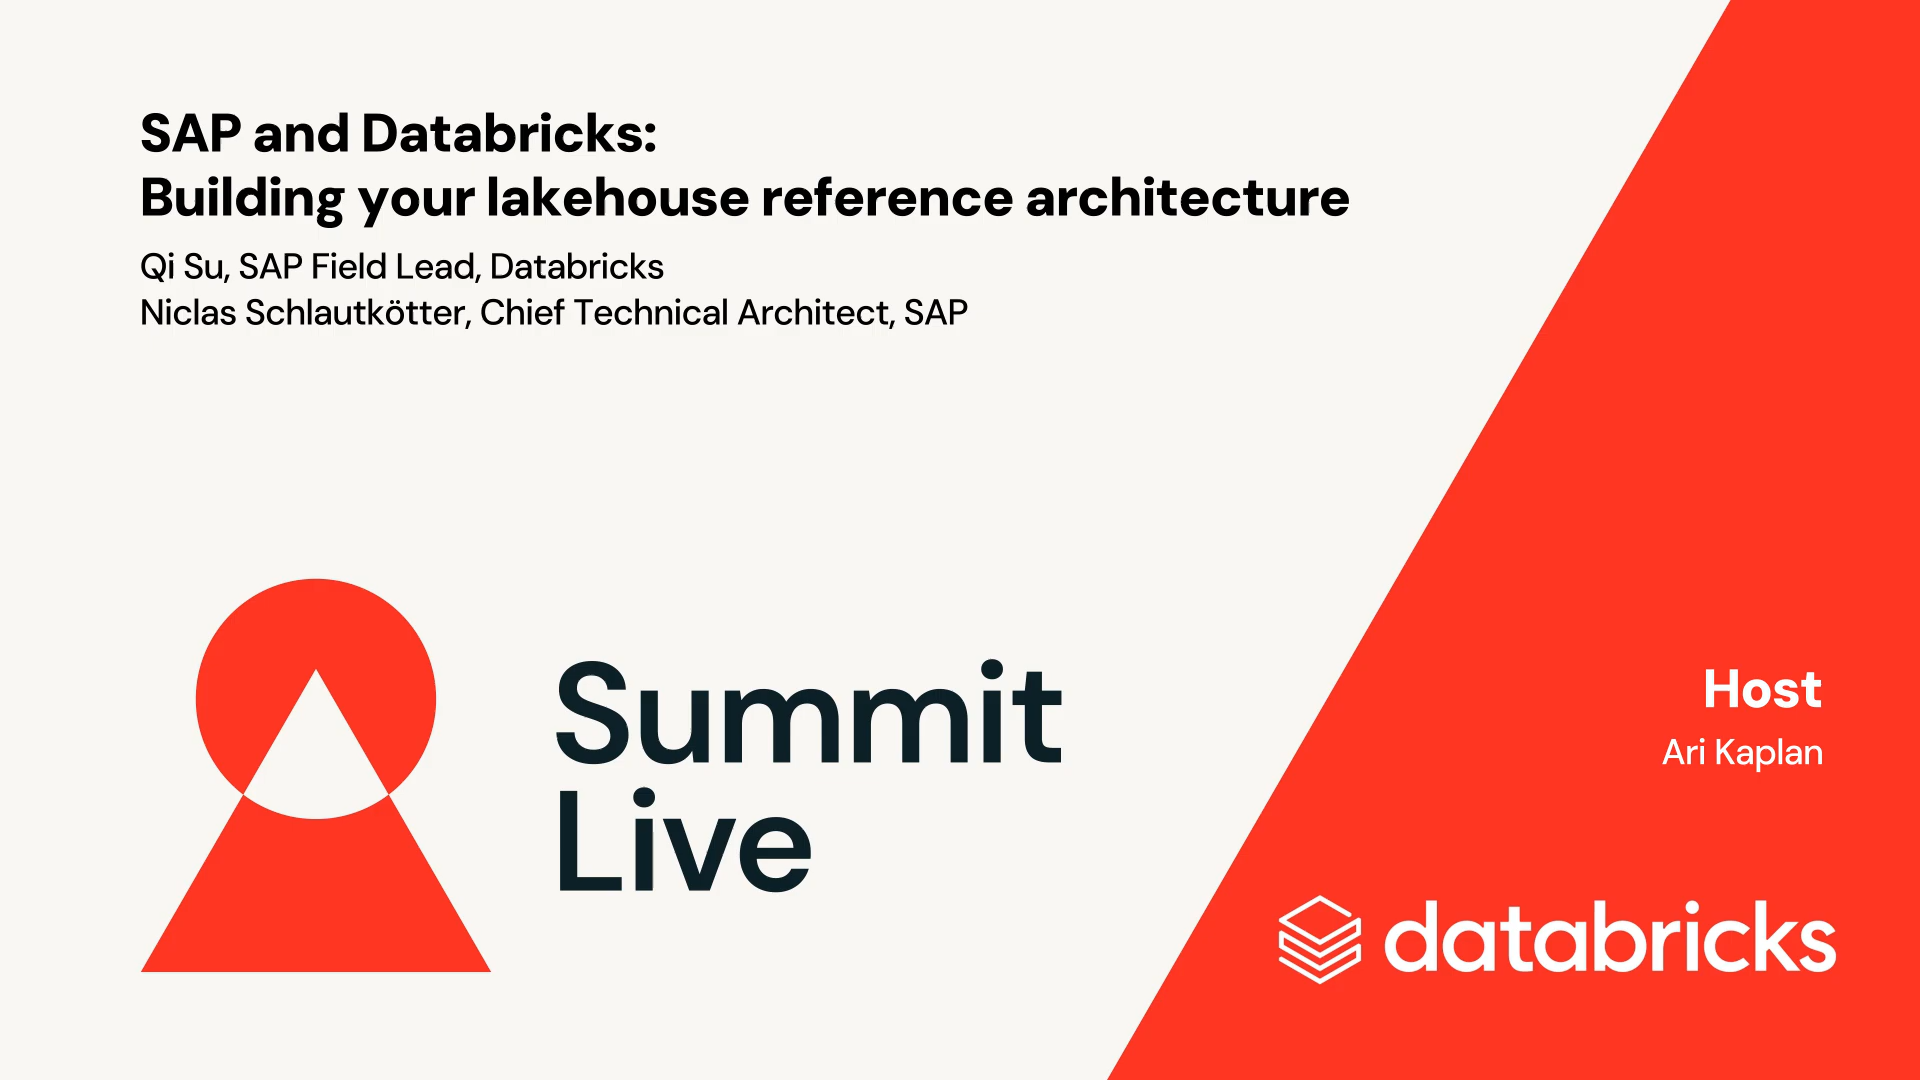 SAP and Databricks:
Building your lakehouse reference architecture
Qi Su, SAP Field Lead, Databricks
Niclas Schlautkötter, Chief Technical Architect, SAP
Summit
Live
Host
Ari Kaplan
databricks